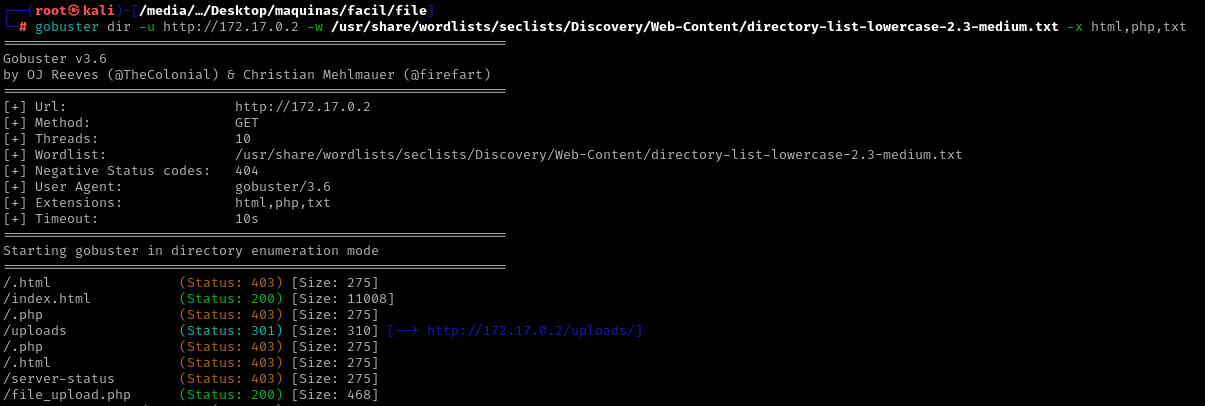 ┌──(root㉿kali)-[/media/…/Desktop/maquinas/facil/file]
└─# gobuster dir -u http://172.17.0.2 -w /usr/share/wordlists/seclists/Discovery/Web-Content/directory-list-lowercase-2.3-medium.txt -x html,php,txt
===============================================================
Gobuster v3.6
by OJ Reeves (@TheColonial) & Christian Mehlmauer (@firefart)
===============================================================
[+] Url:                     http://172.17.0.2
[+] Method:                  GET
[+] Threads:                 10
[+] Wordlist:                /usr/share/wordlists/seclists/Discovery/Web-Content/directory-list-lowercase-2.3-medium.txt
[+] Negative Status codes:   404
[+] User Agent:              gobuster/3.6
[+] Extensions:              html,php,txt
[+] Timeout:                 10s
===============================================================
Starting gobuster in directory enumeration mode
===============================================================
/.html                (Status: 403) [Size: 275]
/index.html           (Status: 200) [Size: 11008]
/.php                 (Status: 403) [Size: 275]
/uploads              (Status: 301) [Size: 310] [--> http://172.17.0.2/uploads/]
/.php                 (Status: 403) [Size: 275]
/.html                (Status: 403) [Size: 275]
/server-status        (Status: 403) [Size: 275]
/file_upload.php      (Status: 200) [Size: 468]